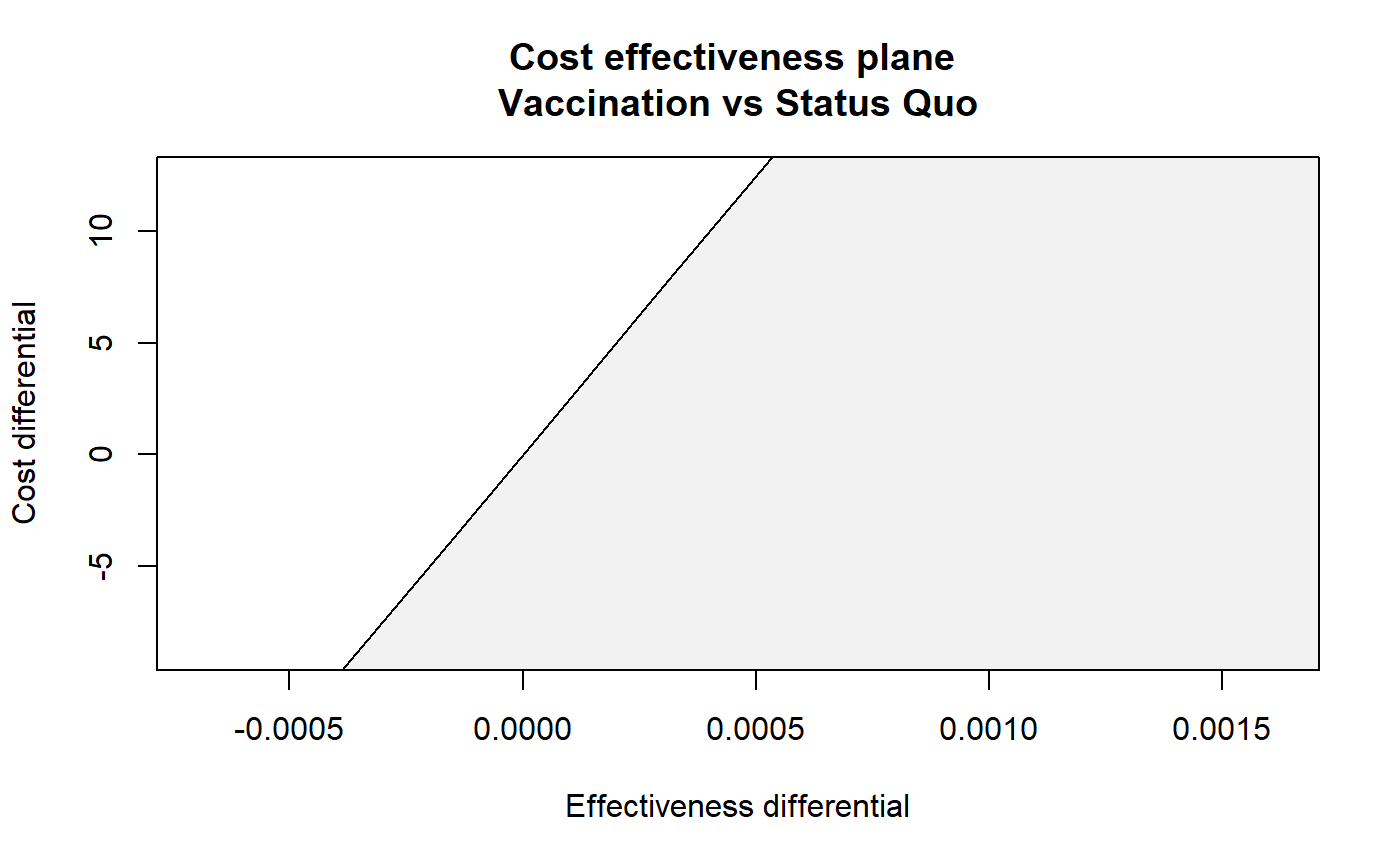 Cost effectiveness plane
Vaccination vs Status Quo
Cost differential
10
5
0
-5
-0.0005 0.0000 0.0005 0.0010 0.0015
Effectiveness differential